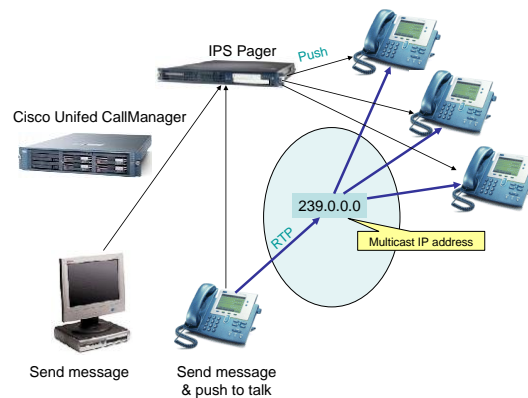 IPS Pager
Push
Cisco Unifed CallManager
239.0.0.0
Multicast IP address
RTP
Send message
Send message
& push to talk